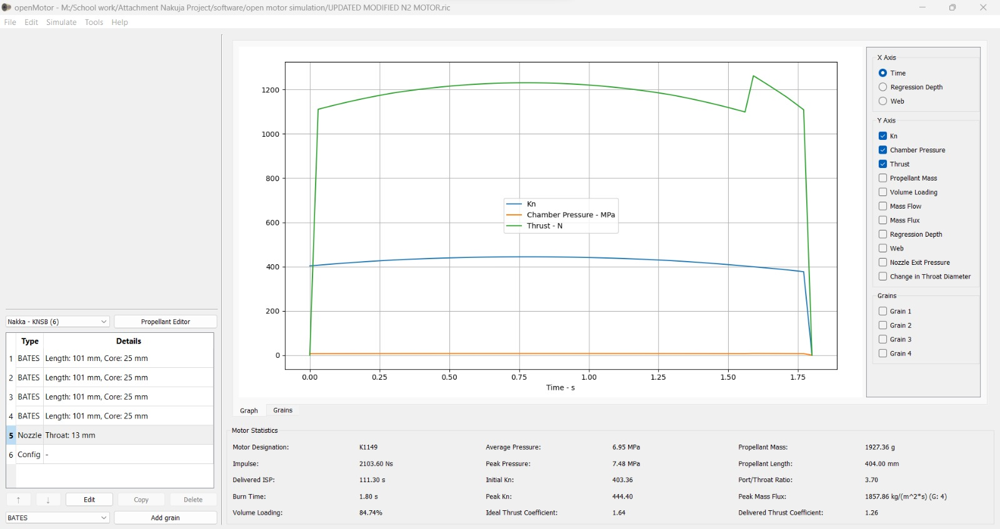 openMotor - M:/School work/Attachment Nakuja Project/software/open motor simulation/UPDATED MODIFIED N2 MOTOR.ric
File Edit Simulate Tools Help
Nakka - KNSB (6)
Propellant Editor
Type Details
1 BATES Length: 101 mm, Core: 25 mm
2 BATES Length: 101 mm, Core: 25 mm
3 BATES Length: 101 mm, Core: 25 mm
4 BATES Length: 101 mm, Core: 25 mm
5 Nozzle Throat: 13 mm
6 Config -
↑ ↓ Edit Copy Delete
BATES
Add grain
1200
1000
800
600
400
200
0
Kn
Chamber Pressure - MPa
Thrust - N
0.00 0.25 0.50 0.75 1.00 1.25 1.50 1.75
Time - s
X Axis
Time
Regression Depth
Web
Y Axis
Kn
Chamber Pressure
Thrust
Propellant Mass
Volume Loading
Mass Flow
Mass Flux
Regression Depth
Web
Nozzle Exit Pressure
Change in Throat Diameter
Grains
Grain 1
Grain 2
Grain 3
Grain 4
Graph Grains
Motor Statistics
Motor Designation: K1149 Average Pressure: 6.95 MPa Propellant Mass: 1927.36 g
Impulse: 2103.60 Ns Peak Pressure: 7.48 MPa Propellant Length: 404.00 mm
Delivered ISP: 111.30 s Initial Kn: 403.36 Port/Throat Ratio: 3.70
Burn Time: 1.80 s Peak Kn: 444.40 Peak Mass Flux: 1857.86 kg/(m^2*s) (G: 4)
Volume Loading: 84.74% Ideal Thrust Coefficient: 1.64 Delivered Thrust Coefficient: 1.26